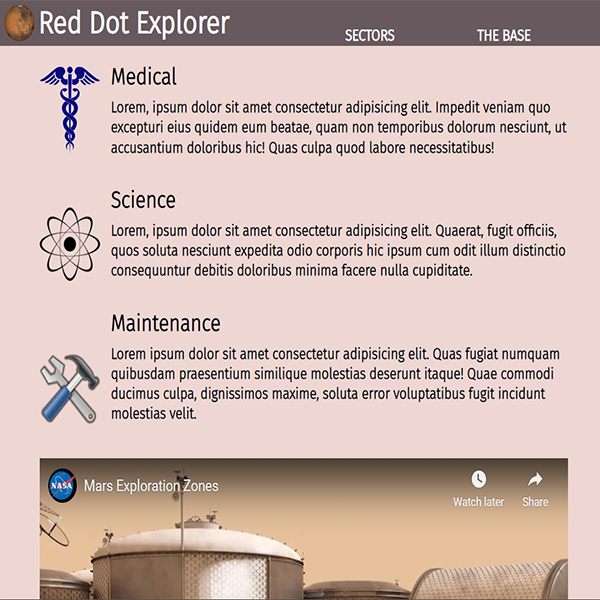 Red Dot Explorer
SECTORS
THE BASE
Medical
Lorem, ipsum dolor sit amet consectetur adipisicing elit. Impedit veniam quo
excepturi eius quidem eum beatae, quam non temporibus dolorum nesciunt, ut
accusantium doloribus hic! Quas culpa quod labore necessitatibus!
Science
Lorem, ipsum dolor sit amet consectetur adipisicing elit. Quaerat, fugit officiis,
quos soluta nesciunt expedita odio corporis hic ipsum cum odit illum distinctio
consequuntur debitis doloribus minima facere nulla cupiditate.
Maintenance
Lorem ipsum dolor sit amet consectetur adipisicing elit. Quas fugiat numquam
quibusdam praesentium similique molestias deserunt itaque! Quae commodi
ducimus culpa, dignissimos maxime, soluta error voluptatibus fugit incidunt
molestias velit.
NASA
Mars Exploration Zones
Watch later
Share